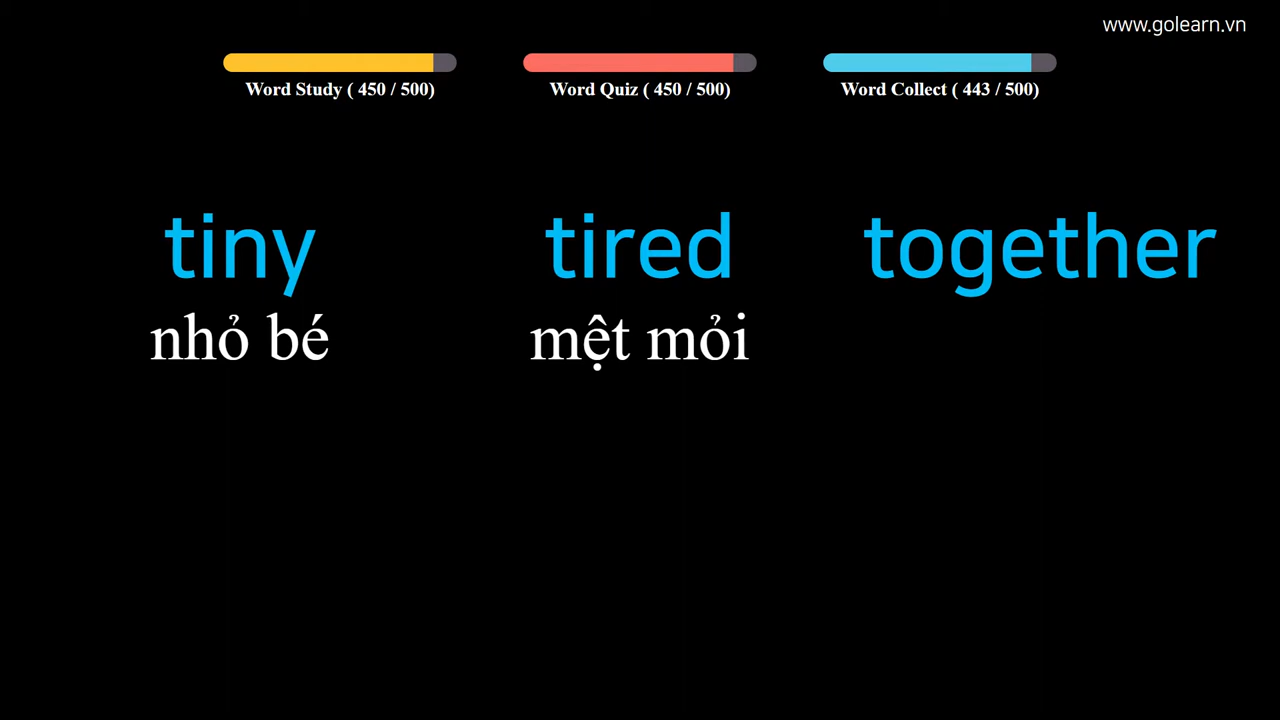 www.golearn.vn
Word Study ( 450 / 500)
Word Quiz ( 450 / 500)
Word Collect ( 443 / 500)
tiny
nhỏ bé
tired
mệt mỏi
together